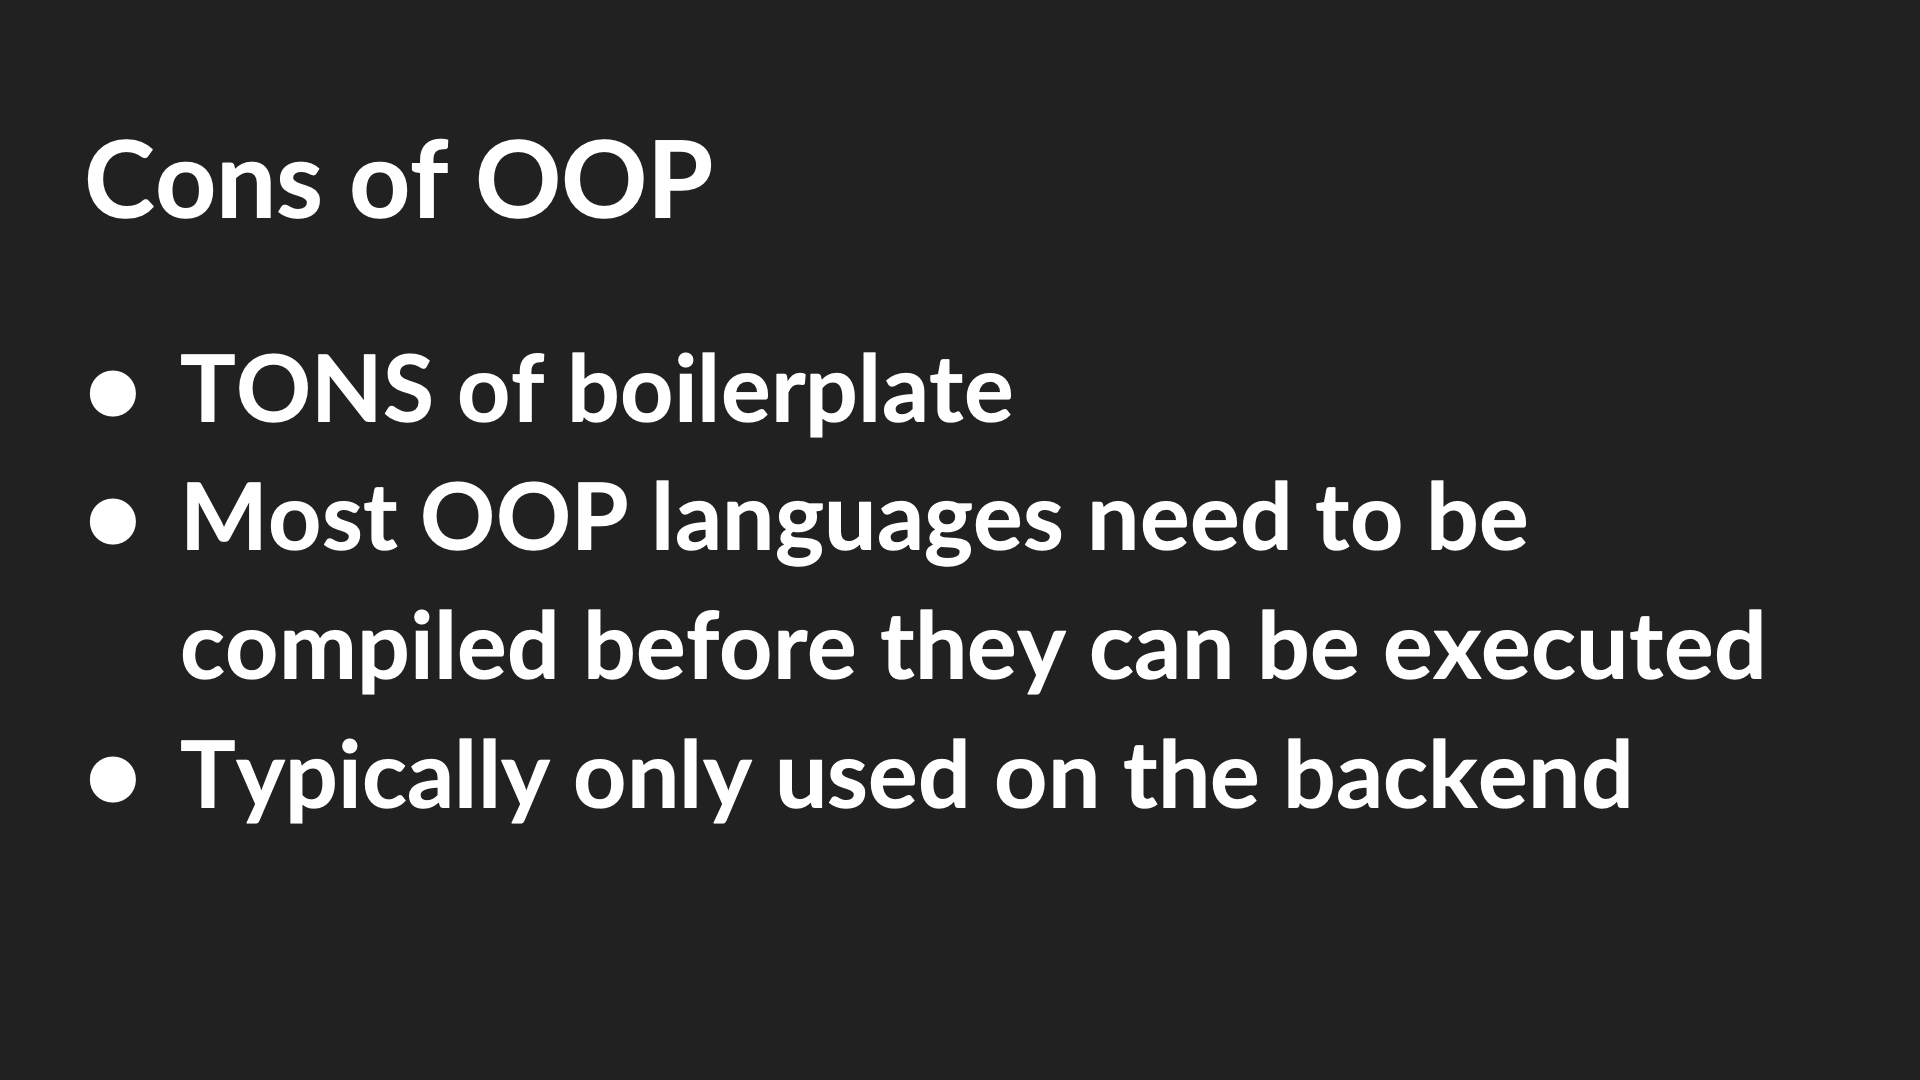 Cons of OOP
● TONS of boilerplate
● Most OOP languages need to be
compiled before they can be executed
● Typically only used on the backend